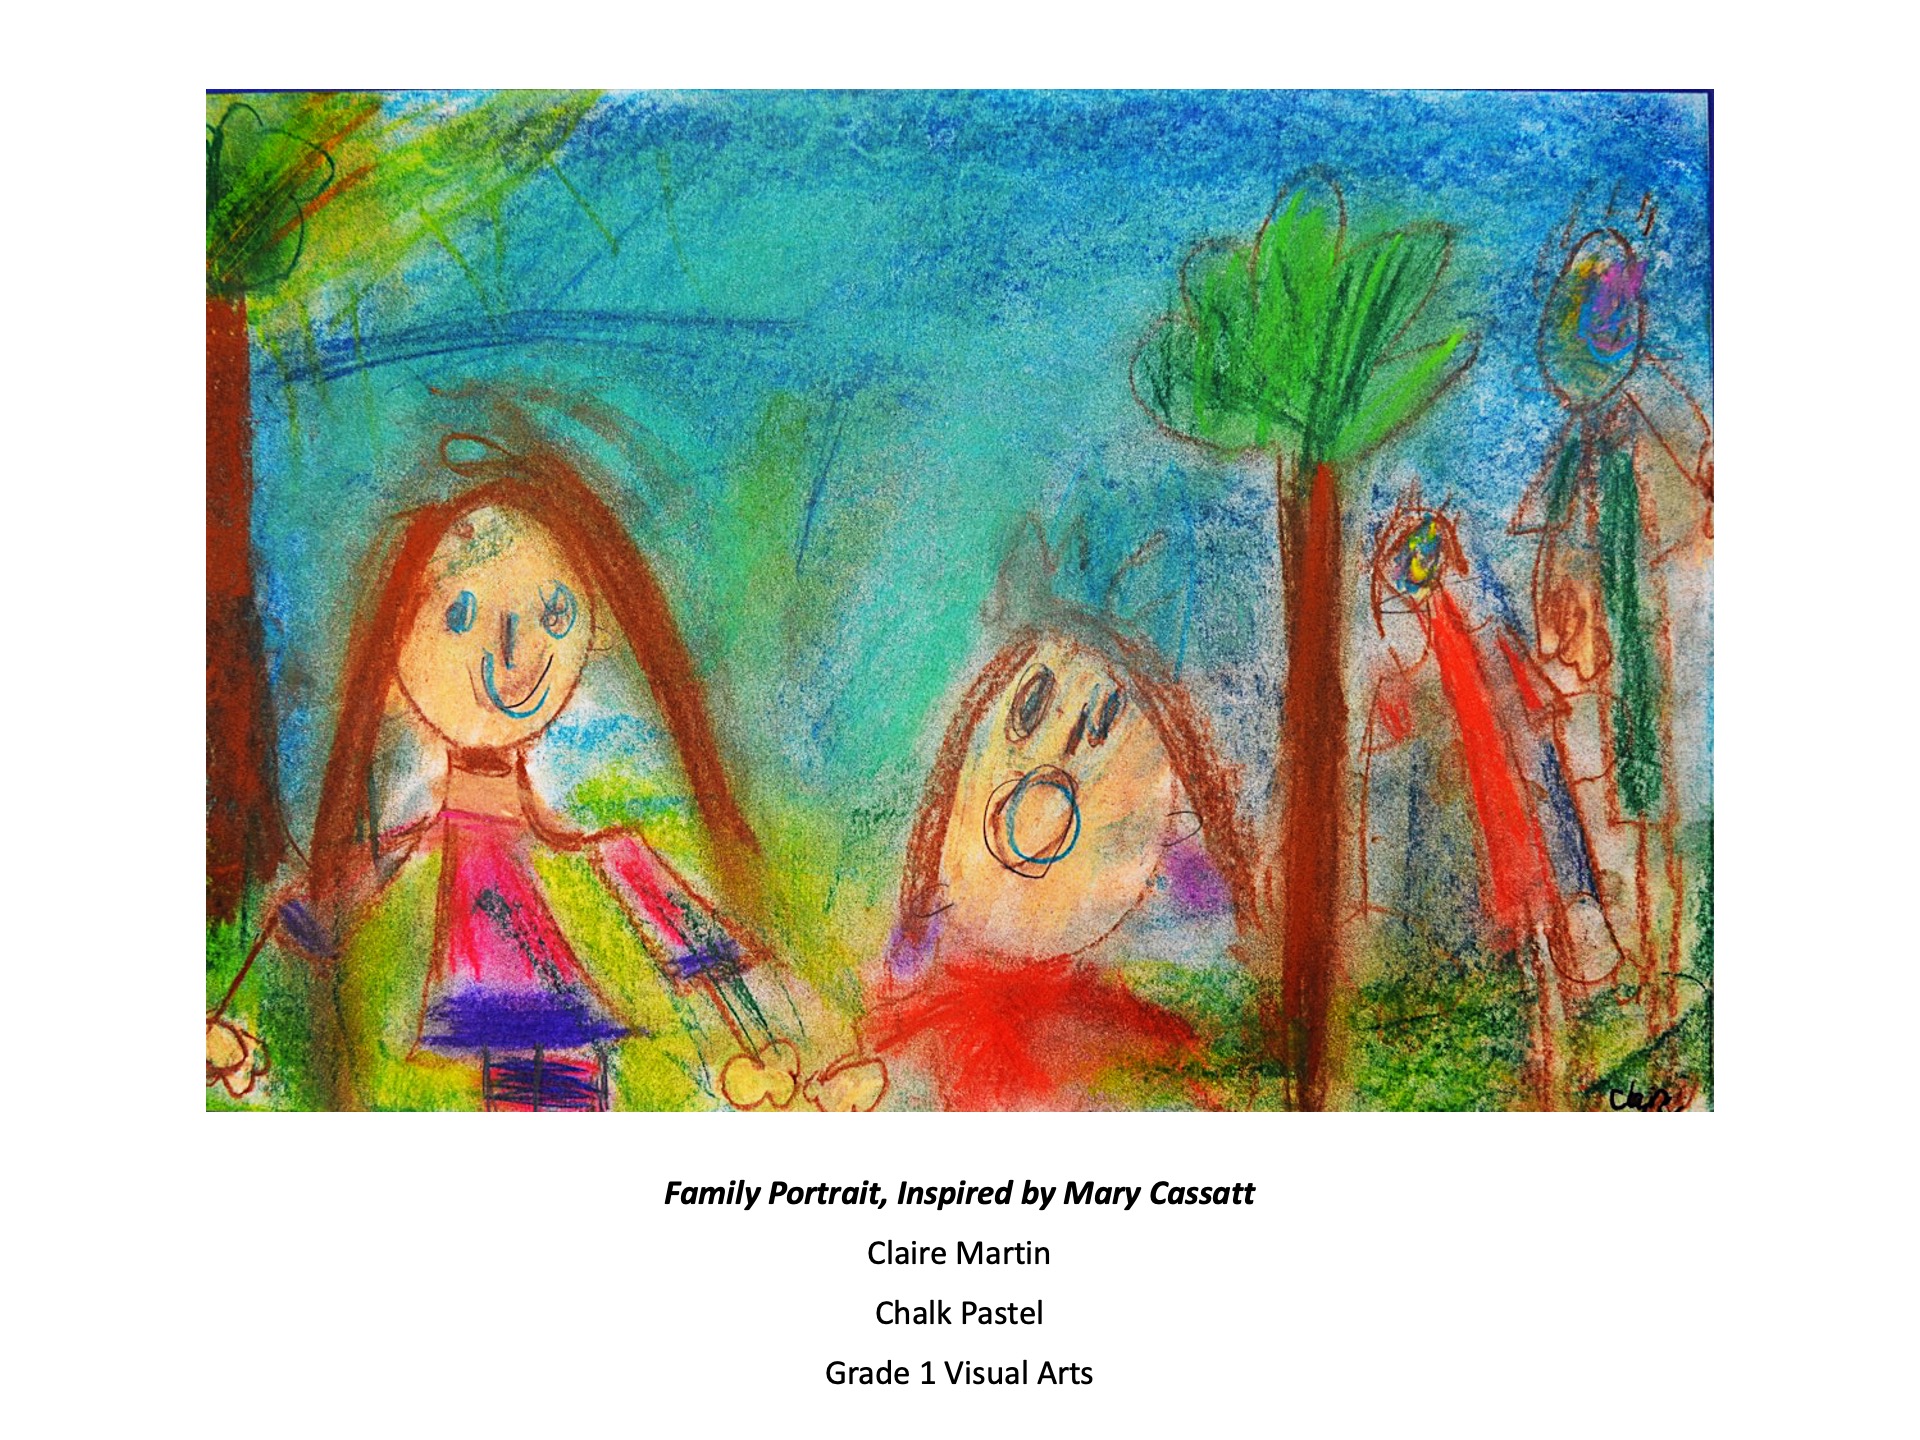 Family Portrait, Inspired by Mary Cassatt
Claire Martin
Chalk Pastel
Grade 1 Visual Arts